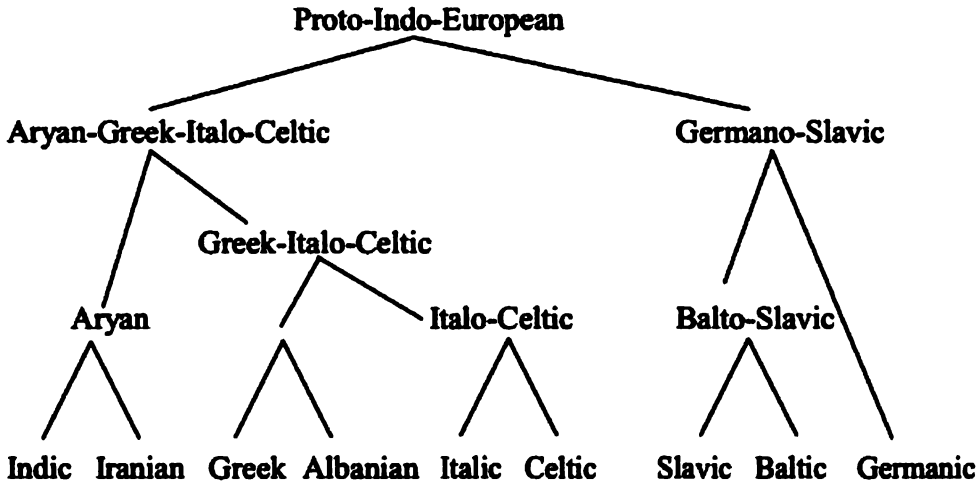 Proto-Indo-European
Aryan-Greek-Italo-Celtic Germano-Slavic
Greek-Italo-Celtic
Aryan Italo-Celtic Balto-Slavic
Indic Iranian Greek Albanian Italic Celtic Slavic Baltic Germanic